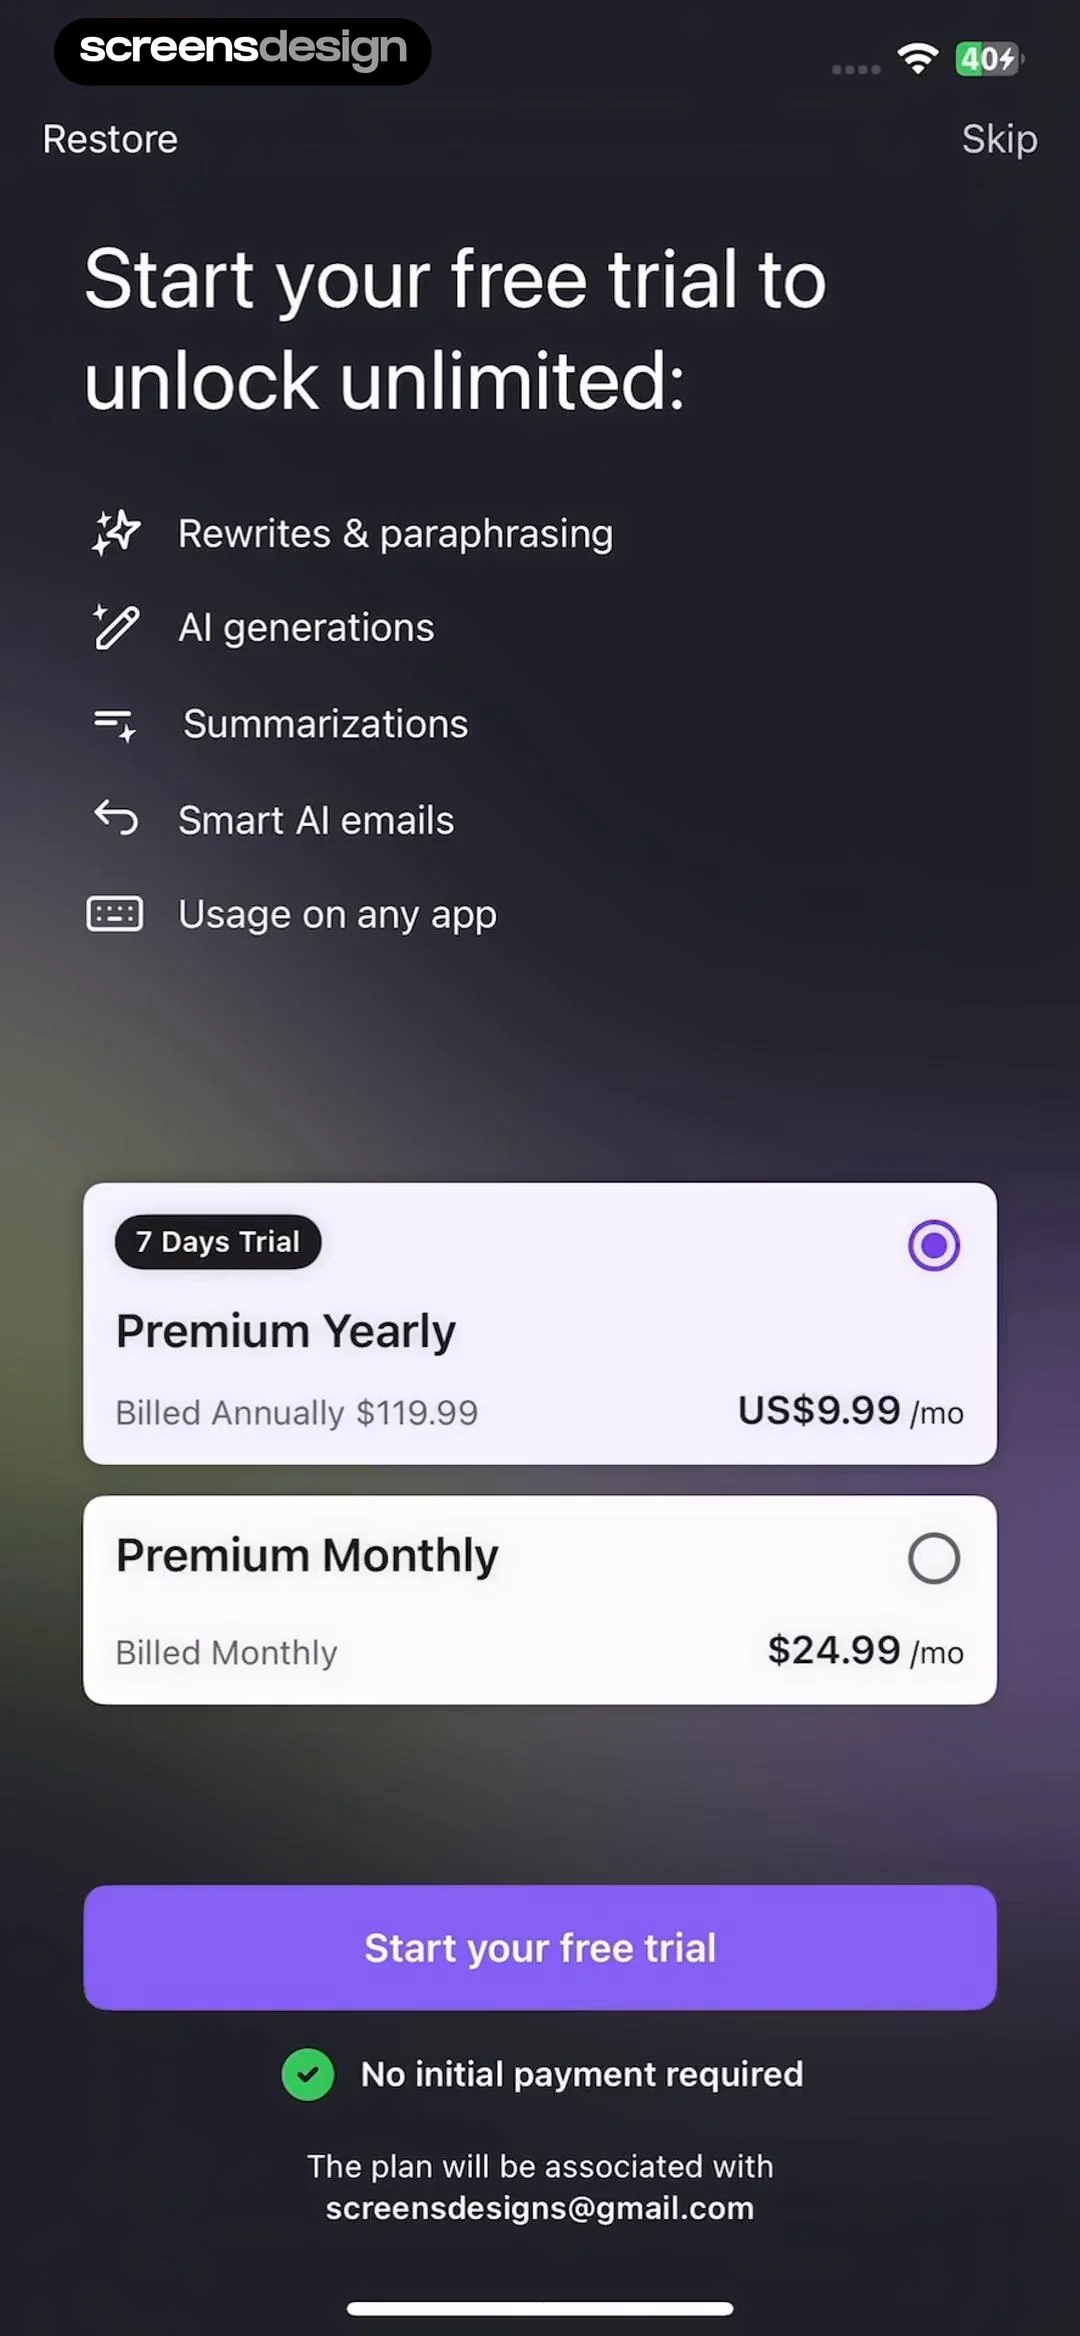 screensdesign
40
Restore
Skip
Start your free trial to
unlock unlimited:
Rewrites & paraphrasing
AI generations
Summarizations
Smart AI emails
Usage on any app
7 Days Trial
Premium Yearly
Billed Annually $119.99
US$9.99 /mo
Premium Monthly
Billed Monthly
$24.99 /mo
Start your free trial
No initial payment required
The plan will be associated with
screensdesigns@gmail.com